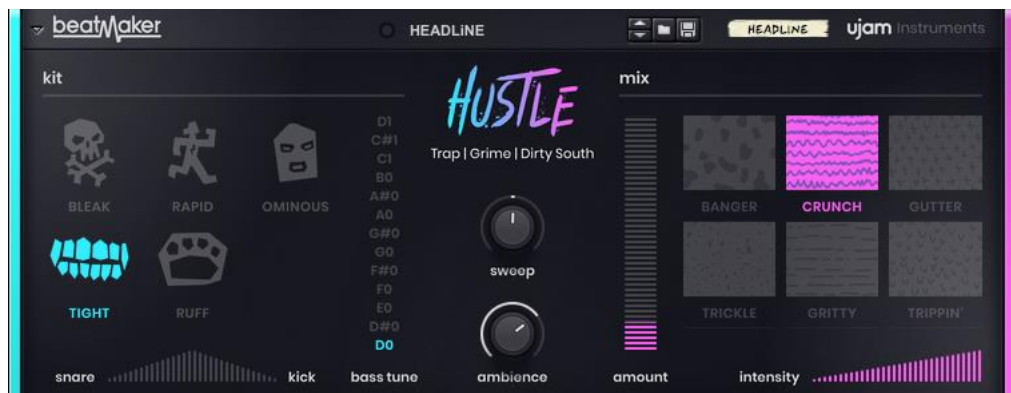 beatMaker HEADLiNE HEADLiNE ujam Instruments
kit
mix
HUSTLE
Trap | Grime | Dirty South
BLEAK RAPID OMINOUS
TIGHT RUFF
D1
C#1
C1
B0
A#0
A0
G#0
G0
F#0
F0
E0
D#0
D0
sweep
BANGER CRUNCH GUTTER
TRICKLE GRITTY TRIPPIN'
snare kick bass tune ambience amount intensity